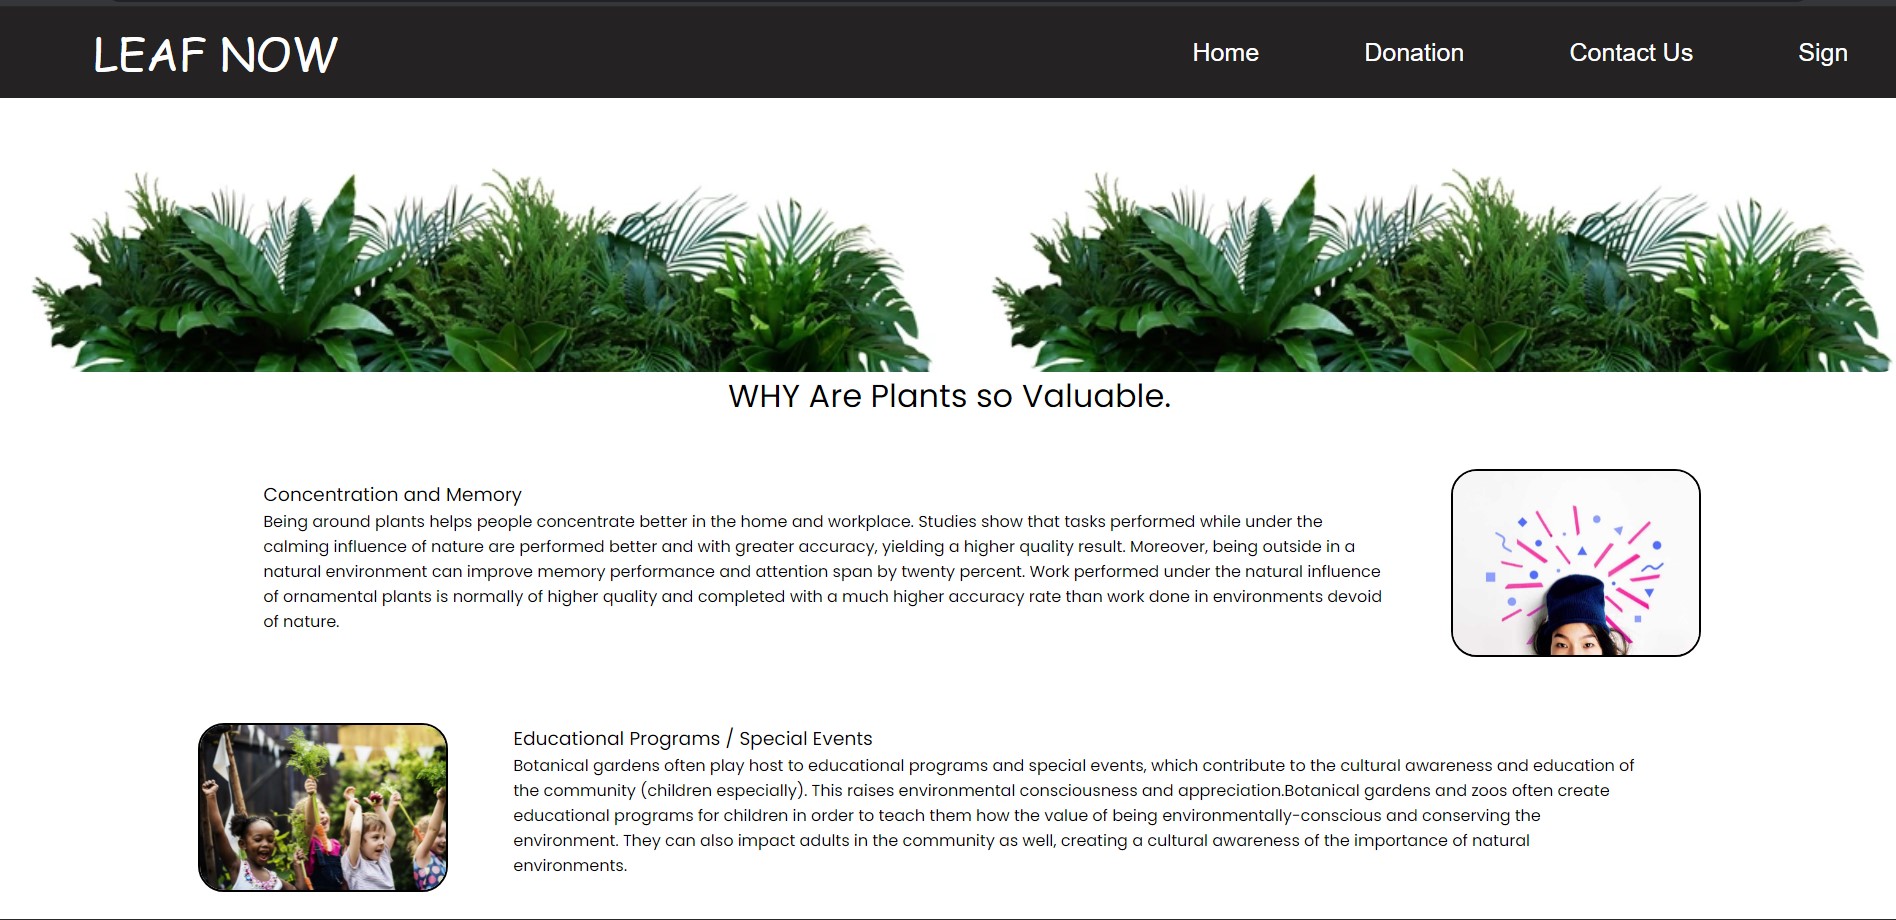 LEAF NOW
Home Donation Contact Us Sign
WHY Are Plants so Valuable.
Concentration and Memory
Being around plants helps people concentrate better in the home and workplace. Studies show that tasks performed while under the
calming influence of nature are performed better and with greater accuracy, yielding a higher quality result. Moreover, being outside in a
natural environment can improve memory performance and attention span by twenty percent. Work performed under the natural influence
of ornamental plants is normally of higher quality and completed with a much higher accuracy rate than work done in environments devoid
of nature.
Educational Programs / Special Events
Botanical gardens often play host to educational programs and special events, which contribute to the cultural awareness and education of
the community (children especially). This raises environmental consciousness and appreciation.Botanical gardens and zoos often create
educational programs for children in order to teach them how the value of being environmentally-conscious and conserving the
environment. They can also impact adults in the community as well, creating a cultural awareness of the importance of natural
environments.